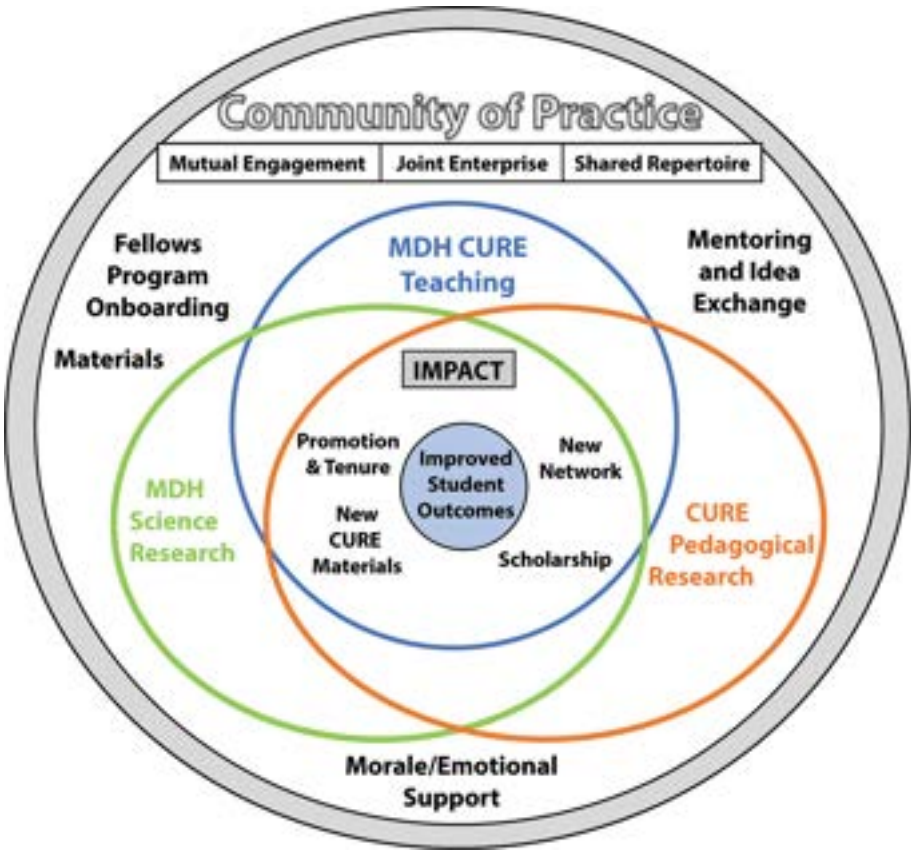 Community of Practice
Mutual Engagement
Joint Enterprise
Shared Repertoire
Fellows
Program
Onboarding
Materials
MDH CURE
Teaching
Mentoring
and Idea
Exchange
IMPACT
Promotion
& Tenure
New
CURE
Materials
Improved
Student
Outcomes
New
Network
Scholarship
MDH
Science
Research
CURE
Pedagogical
Research
Morale/Emotional
Support